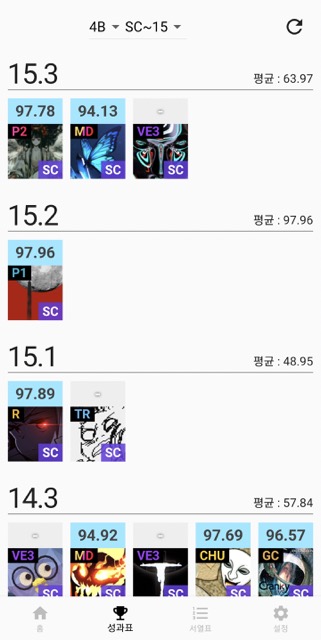 4B SC~15
15.3 평균 : 63.97
97.78 94.13
P2 MD VE3
SC SC SC
15.2 평균 : 97.96
97.96
P1
SC
15.1 평균 : 48.95
97.89
R TR
SC SC
14.3 평균 : 57.84
94.92 97.69 96.57
VE3 MD VE3 CHU GC
Cranky
SC SC SC SC SC
홈 성과표 서열표 설정